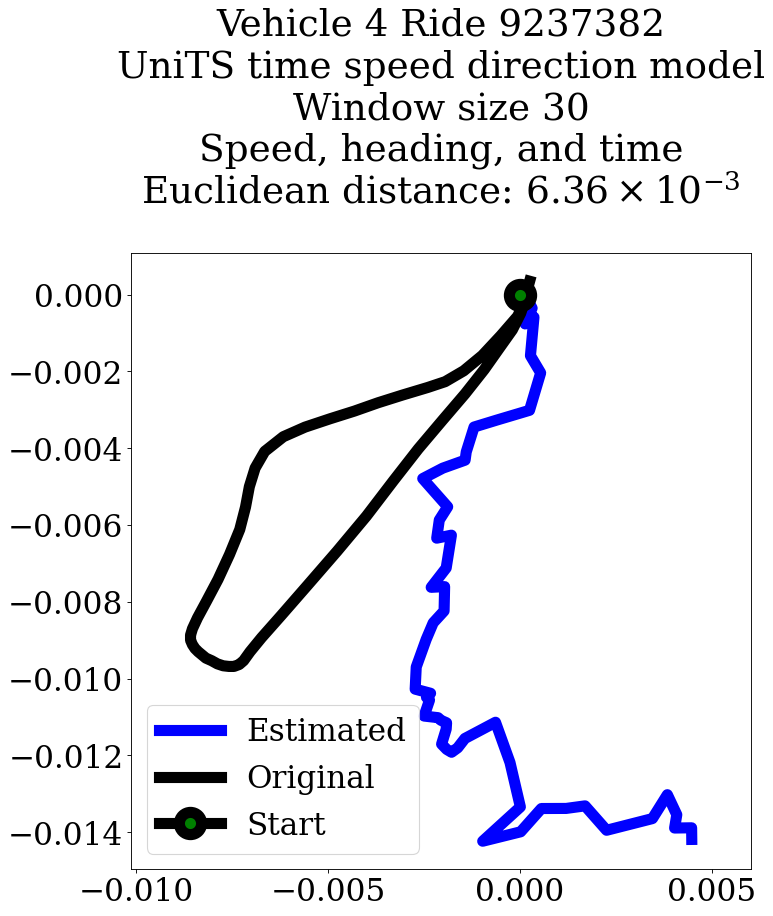 Vehicle 4 Ride 9237382
UniTS time speed direction model
Window size 30
Speed, heading, and time
Euclidean distance: 6.36 × 10⁻³
0.000
−0.002
−0.004
−0.006
−0.008
−0.010
−0.012
−0.014
Estimated
Original
Start
−0.010 −0.005 0.000 0.005